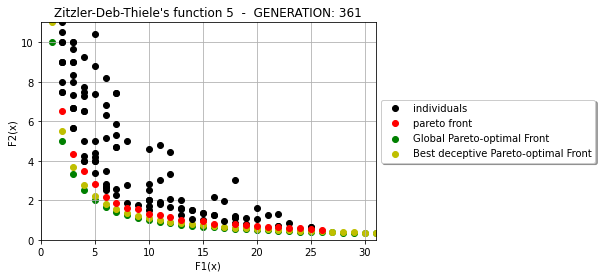 Zitzler-Deb-Thiele's function 5 - GENERATION: 361
F2(x)
10
8
6
4
2
0
0 5 10 15 20 25 30
F1(x)
individuals
pareto front
Global Pareto-optimal Front
Best deceptive Pareto-optimal Front